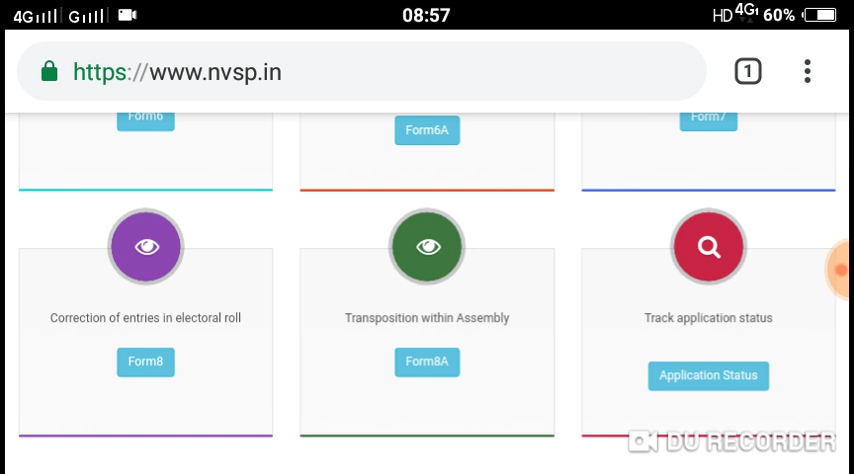 4G G 08:57 HD 4G 60%
https://www.nvsp.in 1
Form6 Form6A Form7
Correction of entries in electoral roll Transposition within Assembly Track application status
Form8 Form8A Application Status
DU RECORDER